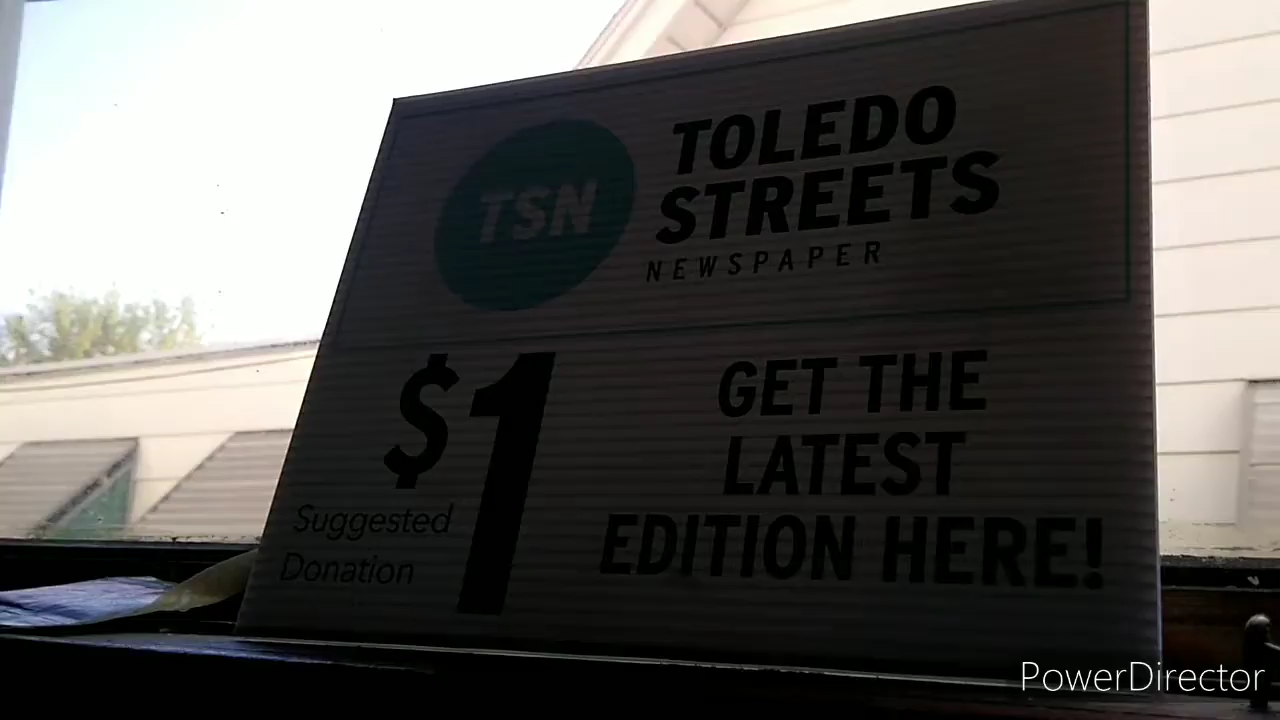 TSN
TOLEDO
STREETS
NEWSPAPER
$1
Suggested
Donation
GET THE
LATEST
EDITION HERE!
PowerDirector